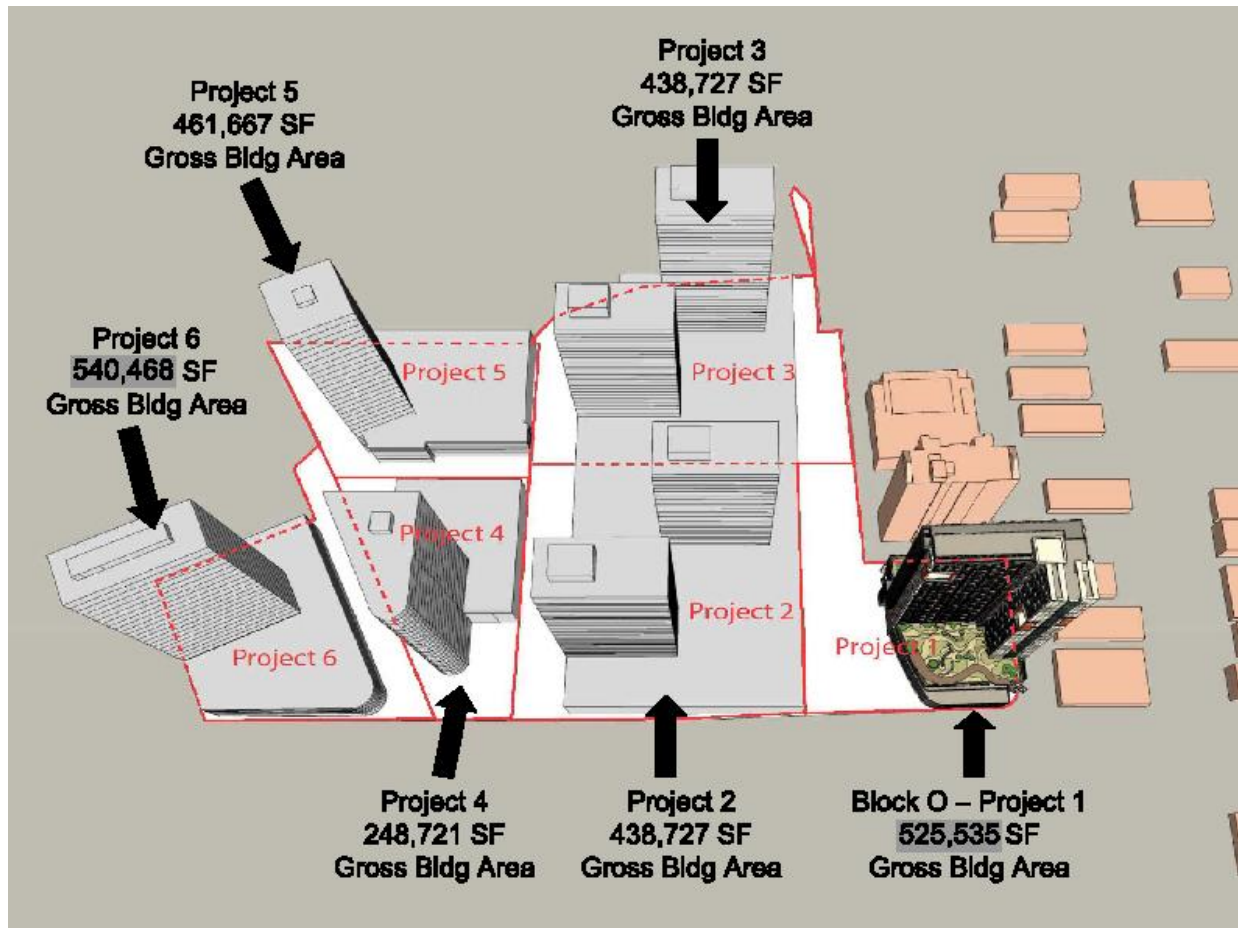 Project 3
438,727 SF
Gross Bldg Area
Project 5
461,667 SF
Gross Bldg Area
Project 6
540,468 SF
Gross Bldg Area
Project 5
Project 3
Project 4
Project 2
Project 6
Project 1
Project 4
248,721 SF
Gross Bldg Area
Project 2
438,727 SF
Gross Bldg Area
Block O – Project 1
525,535 SF
Gross Bldg Area